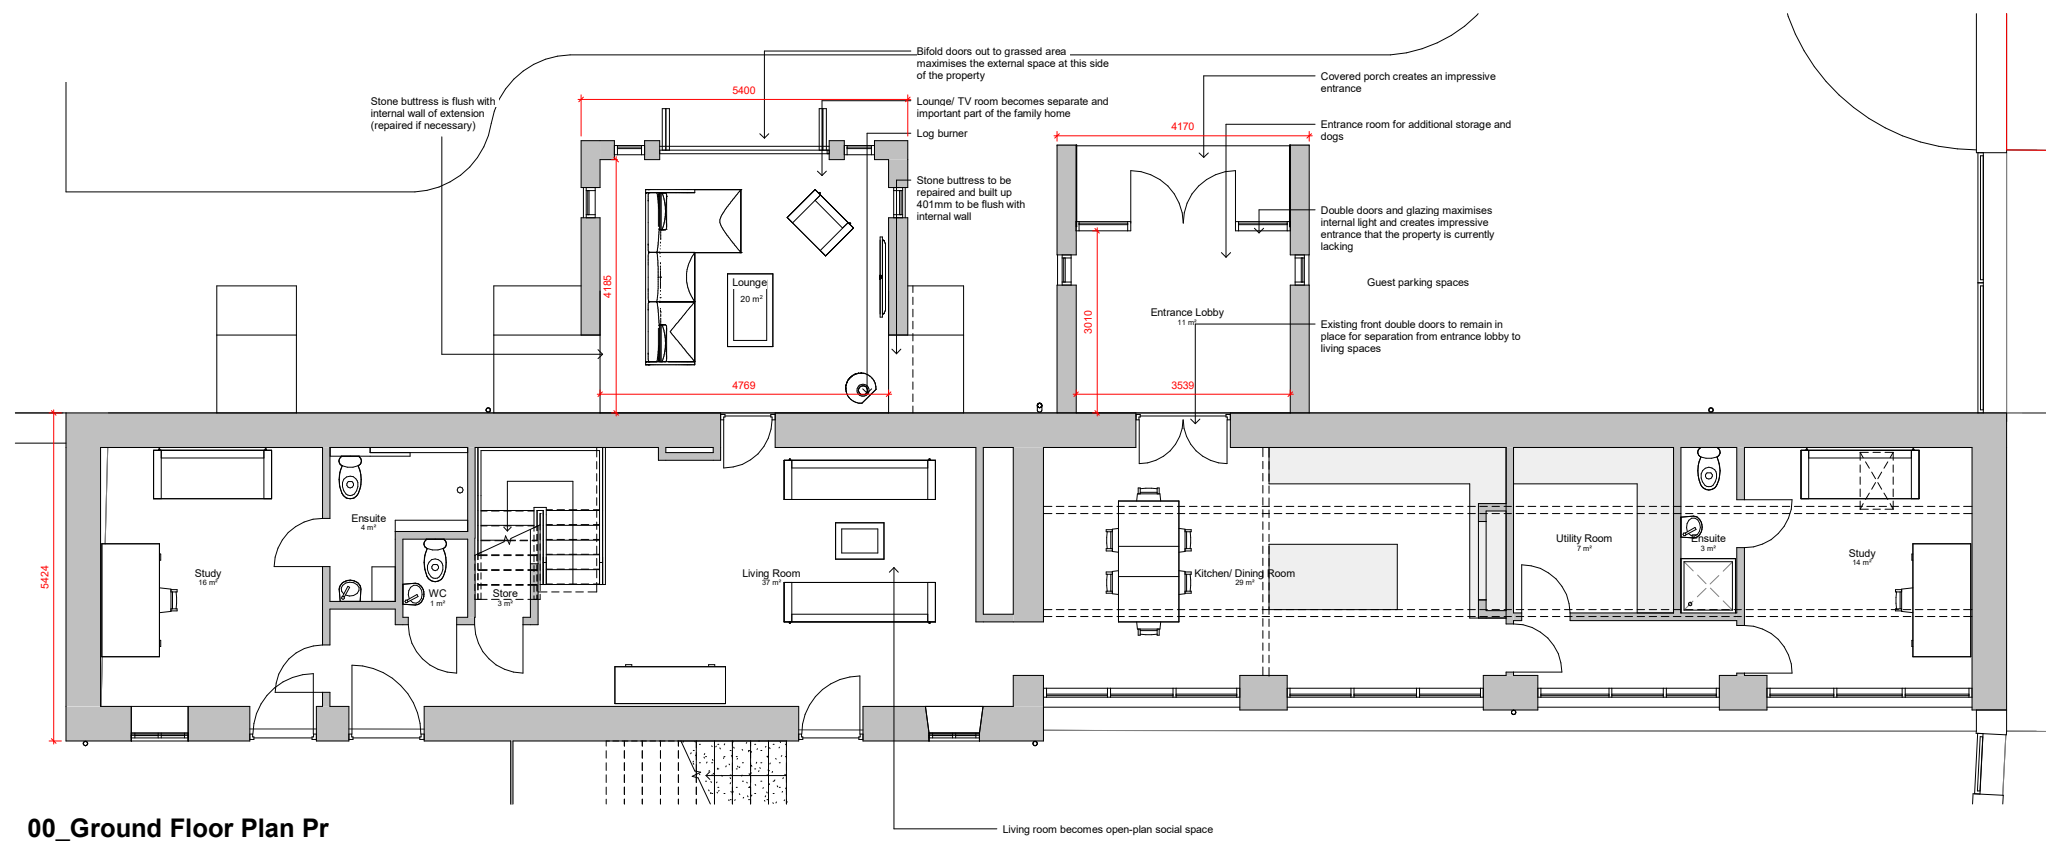 Bifold doors out to grassed area
maximises the external space at this side
of the property
Stone buttress is flush with
internal wall of extension
(repaired if necessary)
5400
Lounge/ TV room becomes separate and
important part of the family home
Log burner
Covered porch creates an impressive
entrance
4170
Entrance room for additional storage and
dogs
Stone buttress to be
repaired and built up
401mm to be flush with
internal wall
Double doors and glazing maximises
internal light and creates impressive
entrance that the property is currently
lacking
4185
Lounge
20 m²
Guest parking spaces
3010
Entrance Lobby
11 m²
Existing front double doors to remain in
place for separation from entrance lobby to
living spaces
4769
3539
5424
Study
16 m²
Ensuite
4 m²
WC
1 m²
Store
3 m²
Living Room
37 m²
Kitchen/ Dining Room
29 m²
Utility Room
7 m²
Ensuite
3 m²
Study
14 m²
Living room becomes open-plan social space
00_Ground Floor Plan Pr